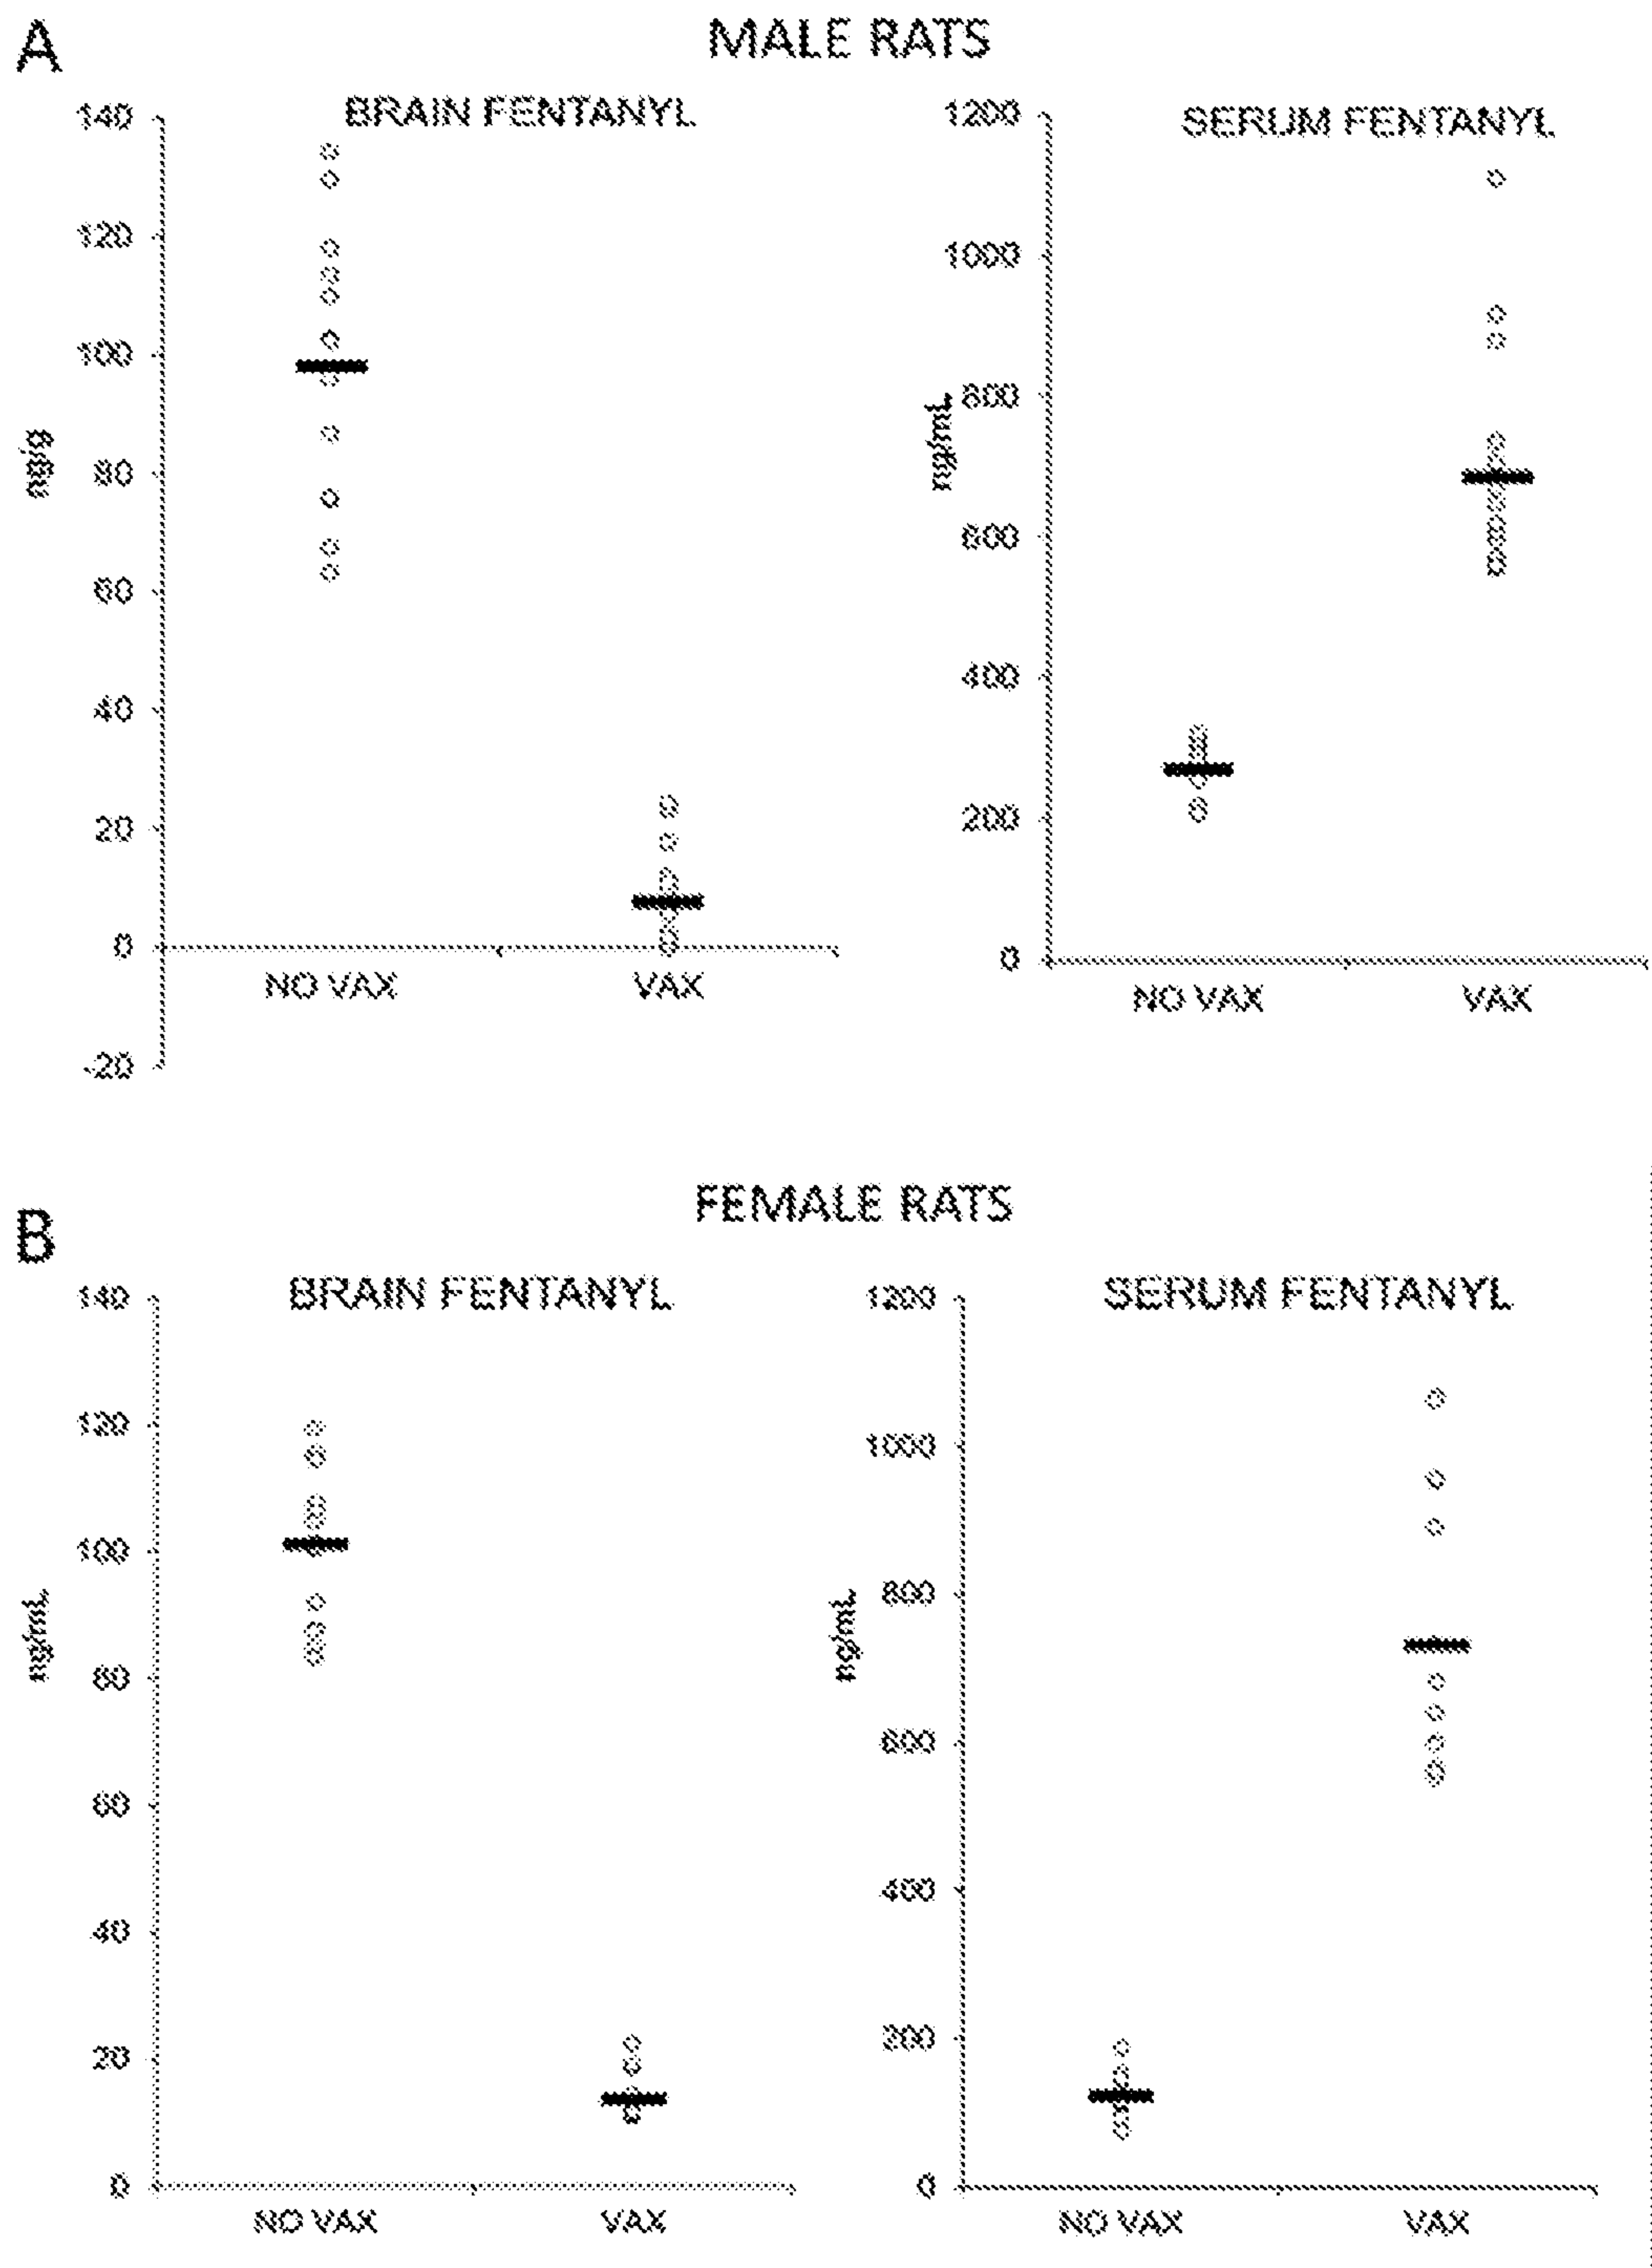 A
MALE RATS
BRAIN FENTANYL
140
120
100
80
60
40
20
0
-20
ng/g
NO VAX
VAX
SERUM FENTANYL
1200
1000
800
600
400
200
0
ng/mL
NO VAX
VAX
B
FEMALE RATS
BRAIN FENTANYL
140
120
100
80
60
40
20
0
ng/mL
NO VAX
VAX
SERUM FENTANYL
1200
1000
800
600
400
200
0
ng/mL
NO VAX
VAX